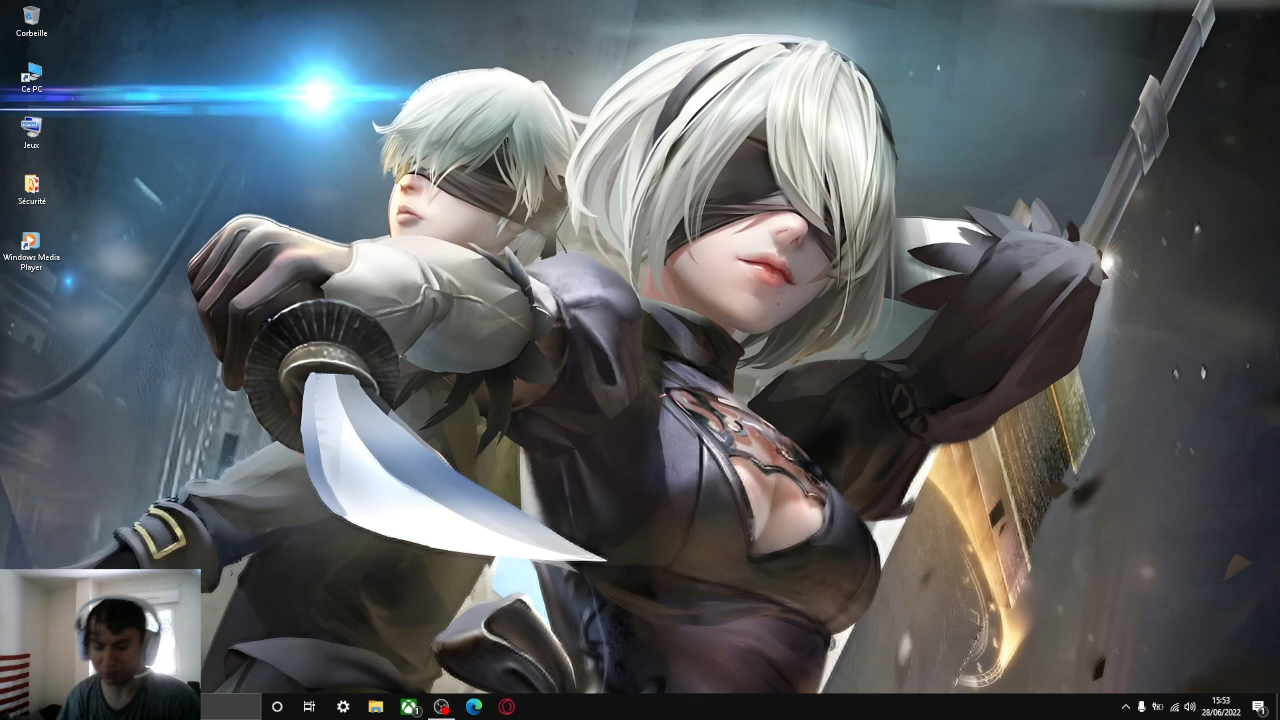 Corbeille
Ce PC
Jeux
Sécurité
Windows Media
Player
15:53
28/06/2022